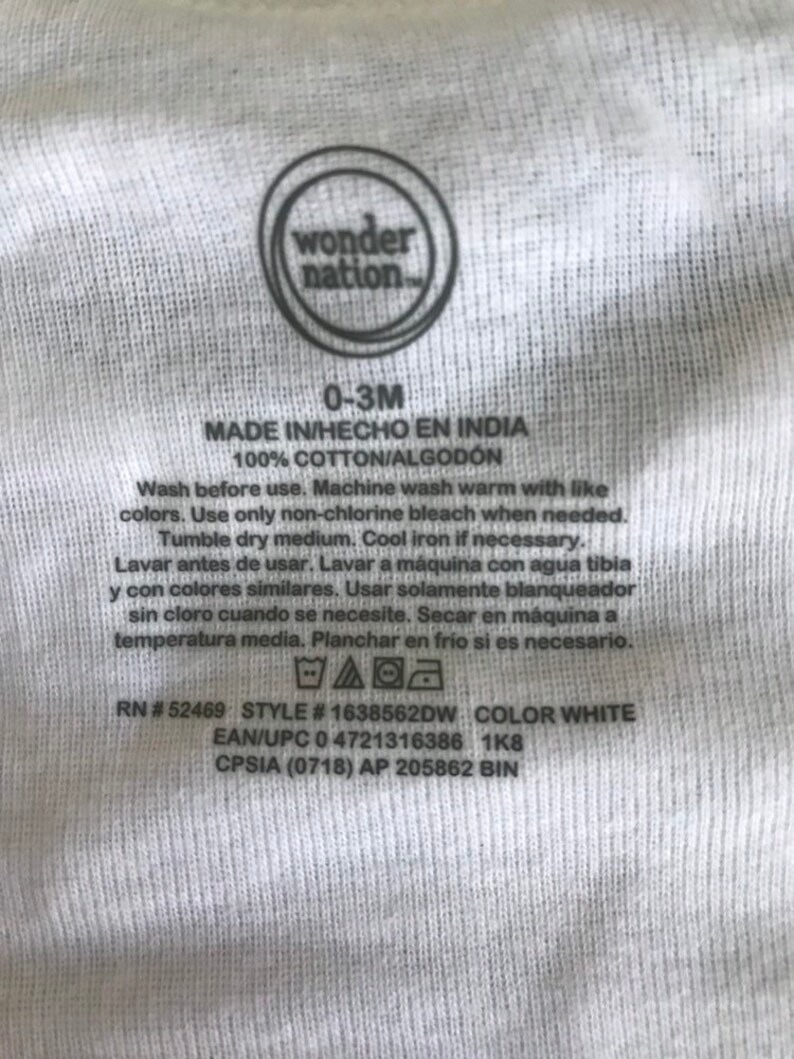 wonder
nation™
0-3M
MADE IN/HECHO EN INDIA
100% COTTON/ALGODÓN
Wash before use. Machine wash warm with like
colors. Use only non-chlorine bleach when needed.
Tumble dry medium. Cool iron if necessary.
Lavar antes de usar. Lavar a máquina con agua tibia
y con colores similares. Usar solamente blanqueador
sin cloro cuando se necesite. Secar en máquina a
temperatura media. Planchar en frío si es necesario.
RN # 52469 STYLE # 1638562DW COLOR WHITE
EAN/UPC 0 4721316386 1K8
CPSIA (0718) AP 205862 BIN